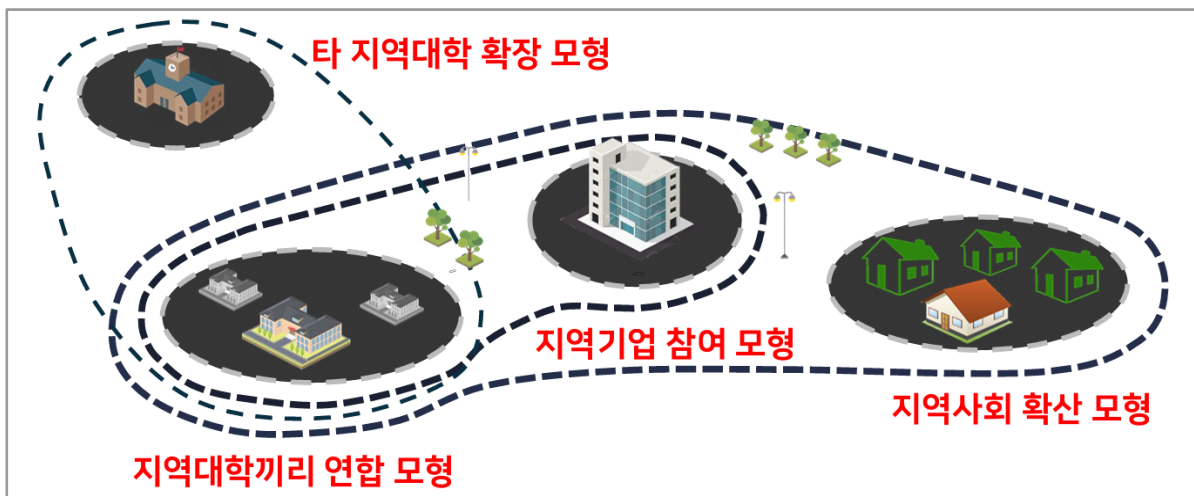 타 지역대학 확장 모형
지역기업 참여 모형
지역사회 확산 모형
지역대학끼리 연합 모형